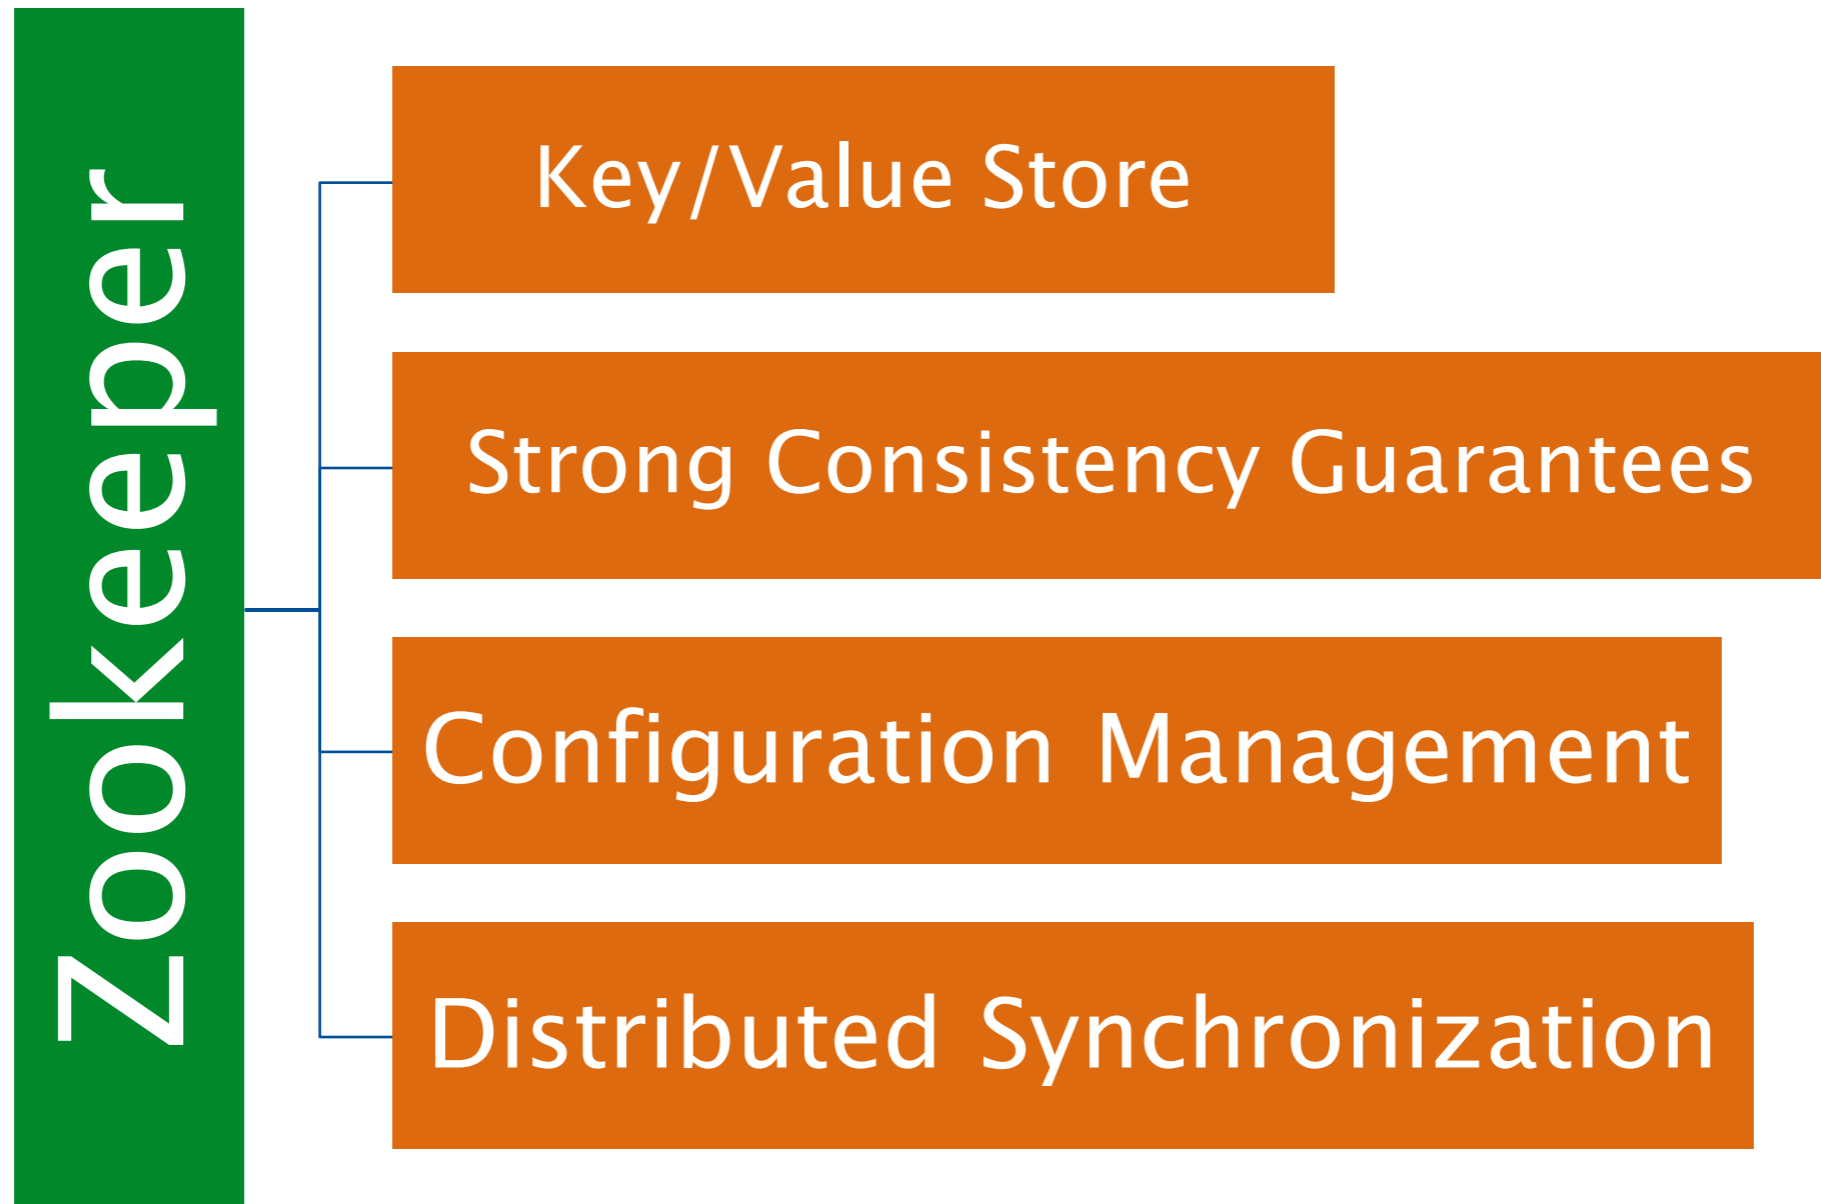 Zookeeper
Key/Value Store
Strong Consistency Guarantees
Configuration Management
Distributed Synchronization